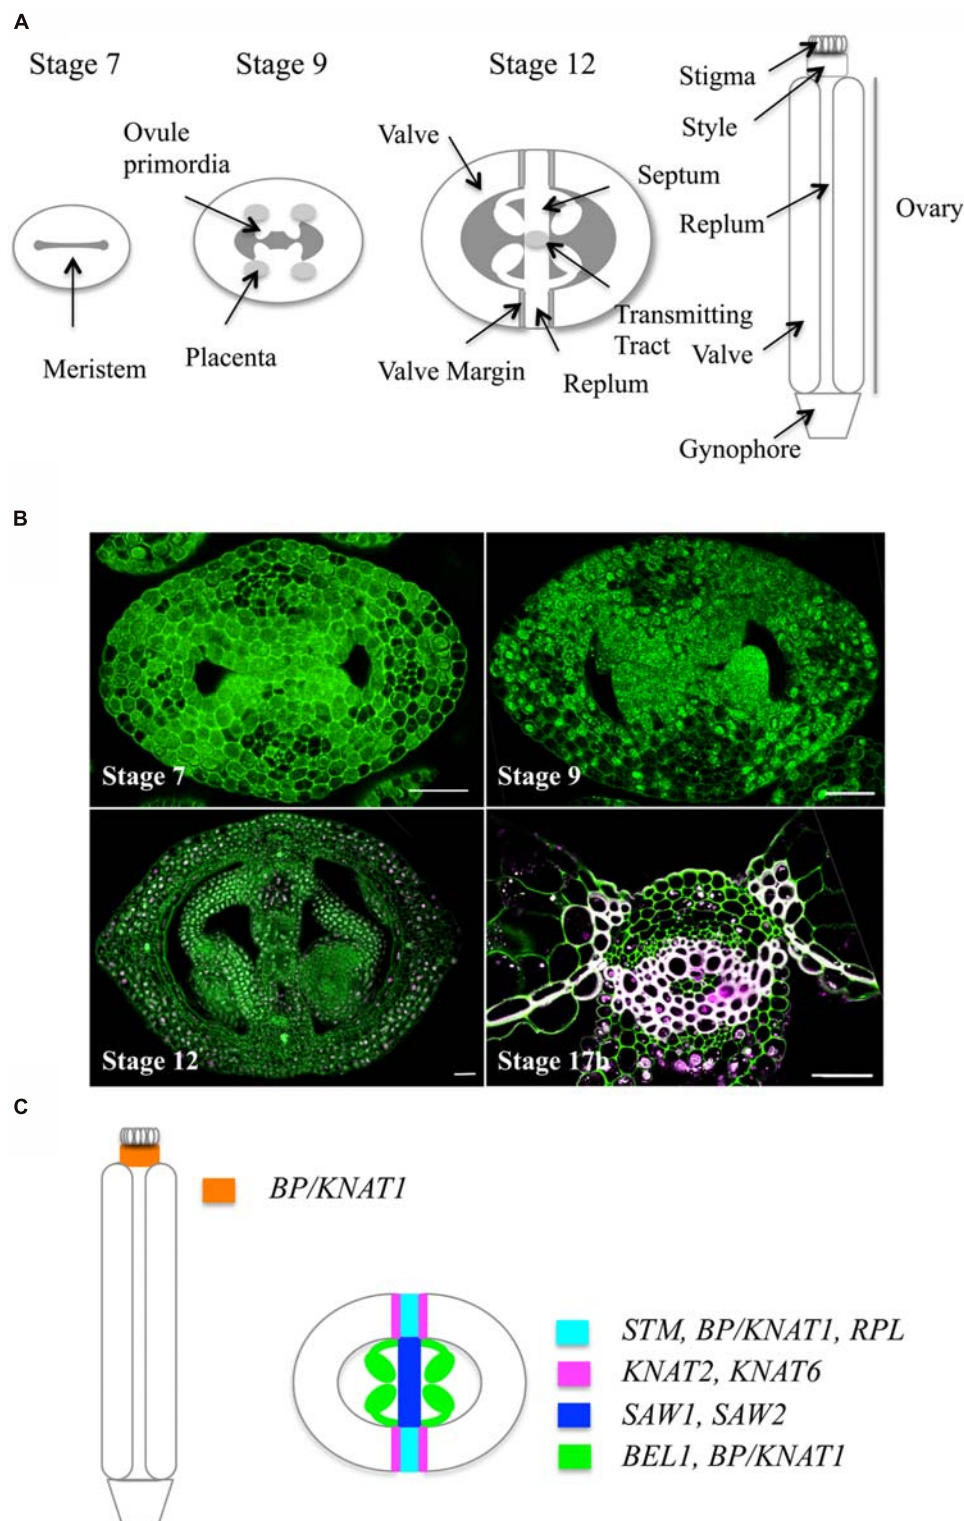 A
Stage 7
Stage 9
Stage 12
Stigma
Style
Ovule
primordia
Valve
Septum
Replum
Ovary
Transmitting
Tract
Valve
Meristem
Placenta
Valve Margin
Replum
Gynophore
B
Stage 7
Stage 9
Stage 12
Stage 17b
C
BP/KNAT1
STM, BP/KNAT1, RPL
KNAT2, KNAT6
SAW1, SAW2
BEL1, BP/KNAT1